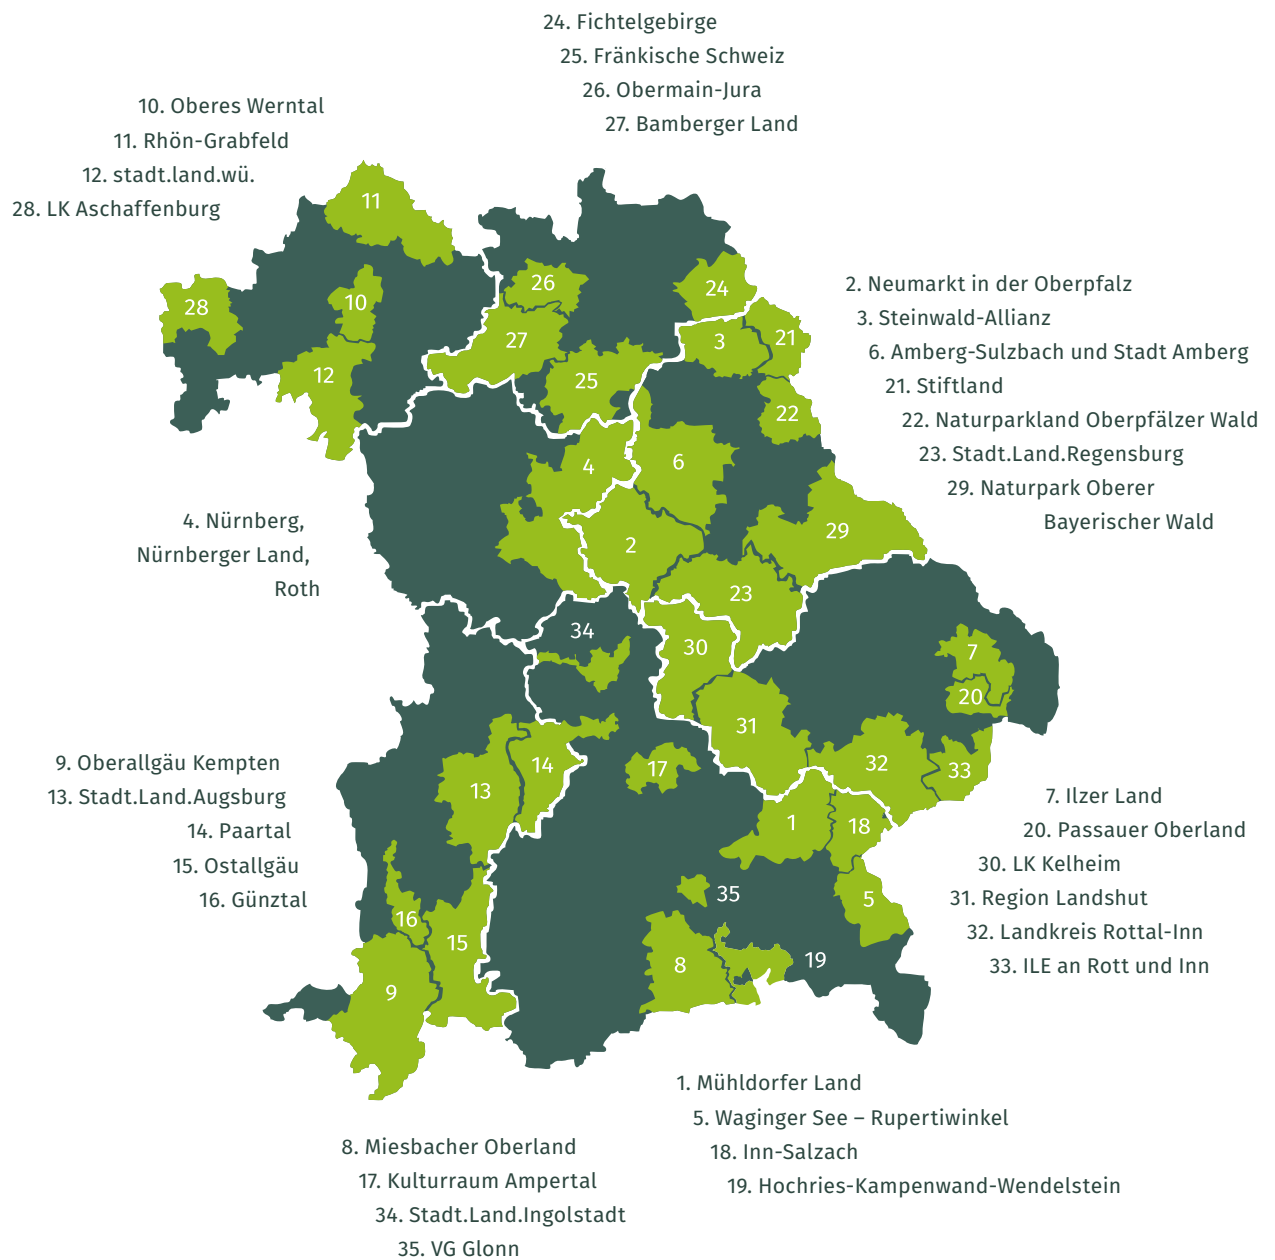 24. Fichtelgebirge
25. Fränkische Schweiz
26. Obermain-Jura
27. Bamberger Land
10. Oberes Werntal
11. Rhön-Grabfeld
12. stadt.land.wü.
28. LK Aschaffenburg
2. Neumarkt in der Oberpfalz
3. Steinwald-Allianz
6. Amberg-Sulzbach und Stadt Amberg
21. Stiftland
22. Naturparkland Oberpfälzer Wald
23. Stadt.Land.Regensburg
29. Naturpark Oberer
Bayerischer Wald
4. Nürnberg,
Nürnberger Land,
Roth
9. Oberallgäu Kempten
13. Stadt.Land.Augsburg
14. Paartal
15. Ostallgäu
16. Günztal
7. Ilzer Land
20. Passauer Oberland
30. LK Kelheim
31. Region Landshut
32. Landkreis Rottal-Inn
33. ILE an Rott und Inn
1. Mühldorfer Land
5. Waginger See – Rupertiwinkel
18. Inn-Salzach
19. Hochries-Kampenwand-Wendelstein
8. Miesbacher Oberland
17. Kulturraum Ampertal
34. Stadt.Land.Ingolstadt
35. VG Glonn
11
26
24
28
10
27
3
21
12
25
22
4
6
29
2
23
34
30
7
20
31
14
17
32
33
13
1
18
35
5
16
15
8
19
9